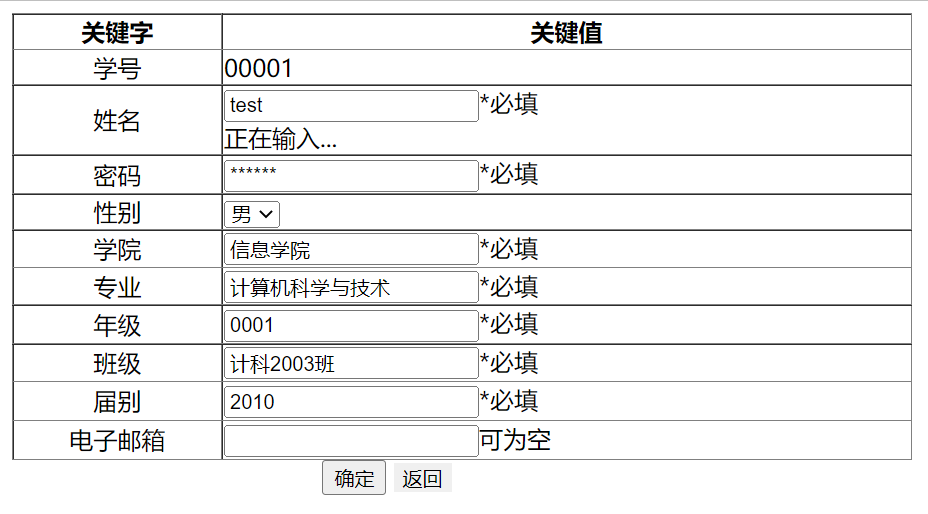 关键字 关键值
学号 00001
姓名 test *必填
正在输入...
密码 ****** *必填
性别 男
学院 信息学院 *必填
专业 计算机科学与技术 *必填
年级 0001 *必填
班级 计科2003班 *必填
届别 2010 *必填
电子邮箱 可为空
确定 返回